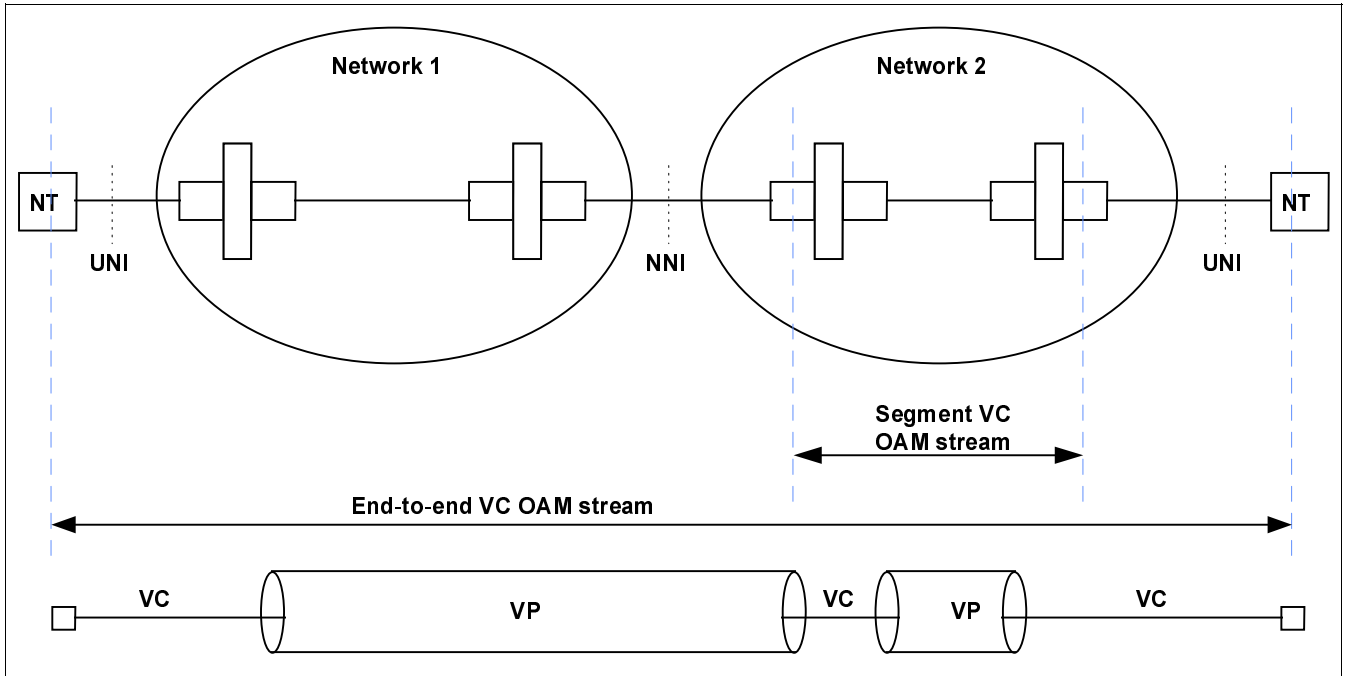 Network 1
Network 2
NT
NT
UNI
NNI
UNI
Segment VC
OAM stream
End-to-end VC OAM stream
VC
VP
VC
VP
VC